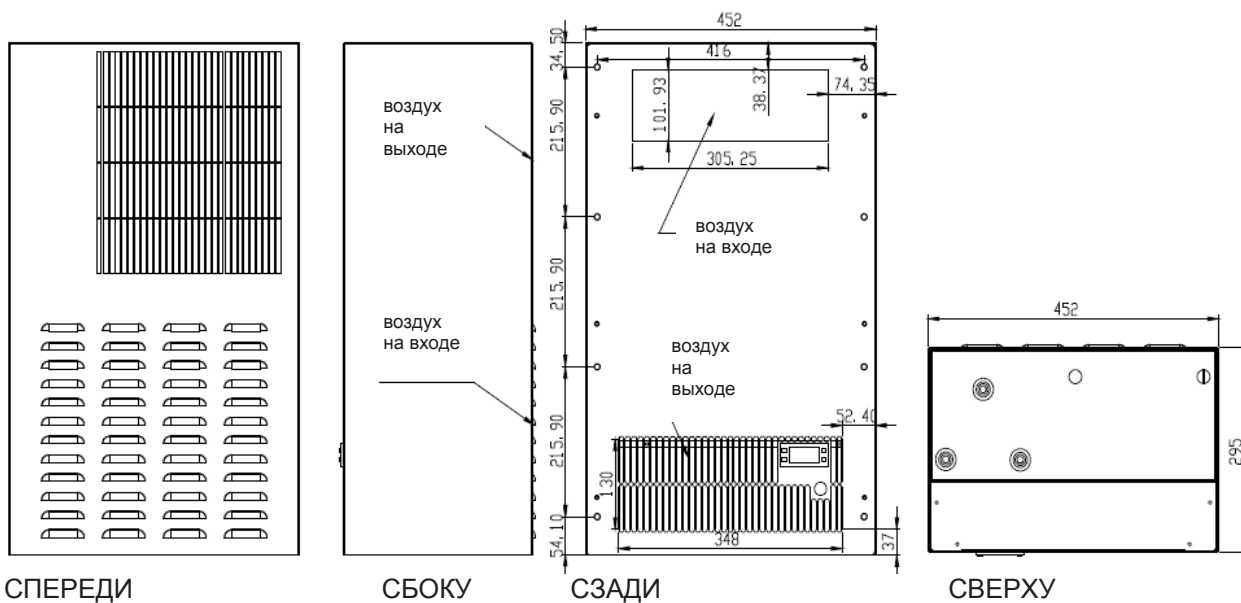 воздух
на
выходе
воздух
на входе
СПЕРЕДИ
СБОКУ
452
416
34, 50
38. 37
74. 35
101. 93
305. 25
215. 90
воздух
на входе
215. 90
воздух
на
выходе
52. 40
215. 90
130
348
37
54. 10
СЗАДИ
452
295
СВЕРХУ